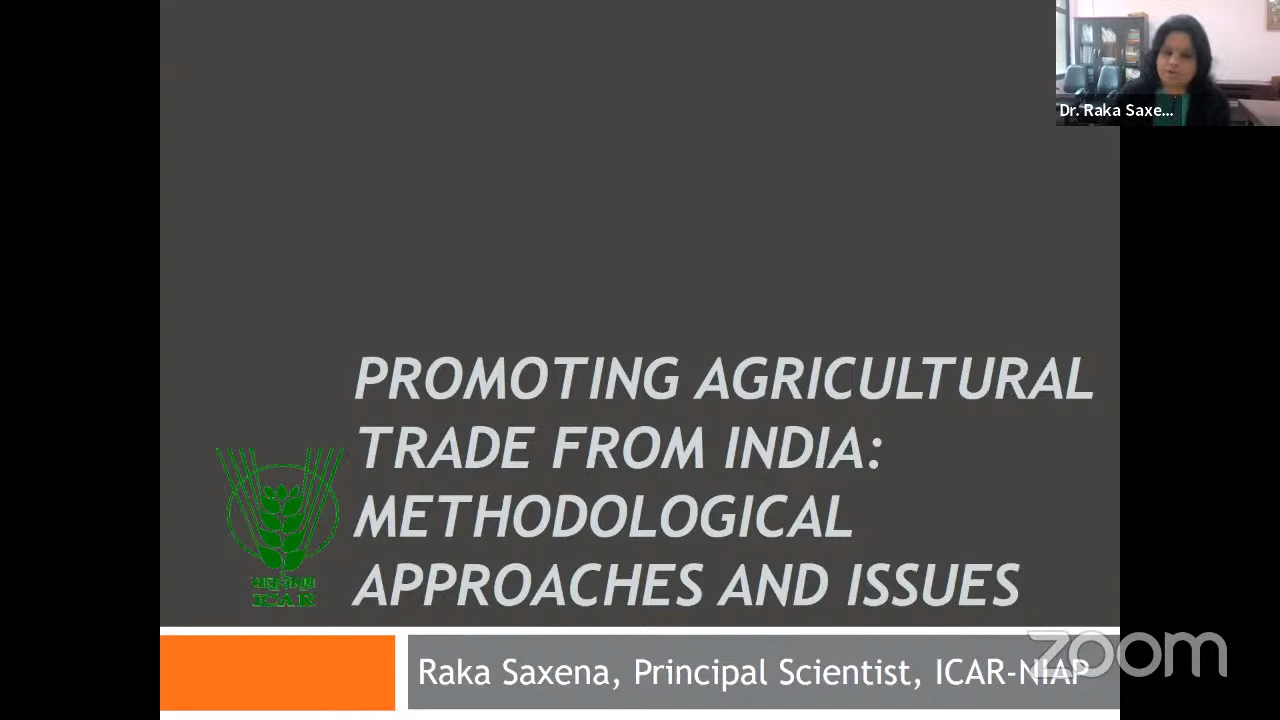 Dr. Raka Saxe...
PROMOTING AGRICULTURAL
TRADE FROM INDIA:
METHODOLOGICAL
APPROACHES AND ISSUES
ICAR
Raka Saxena, Principal Scientist, ICAR-NIAP
zoom